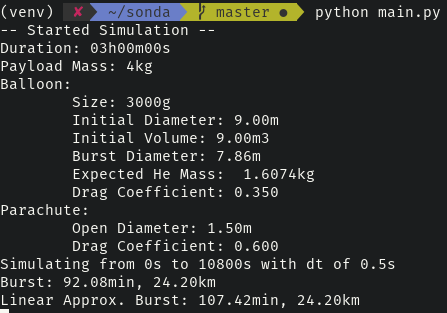 (venv) ✘ ~/sonda master ● python main.py
-- Started Simulation --
Duration: 03h00m00s
Payload Mass: 4kg
Balloon:
Size: 3000g
Initial Diameter: 9.00m
Initial Volume: 9.00m3
Burst Diameter: 7.86m
Expected He Mass:  1.6074kg
Drag Coefficient: 0.350
Parachute:
Open Diameter: 1.50m
Drag Coefficient: 0.600
Simulating from 0s to 10800s with dt of 0.5s
Burst: 92.08min, 24.20km
Linear Approx. Burst: 107.42min, 24.20km